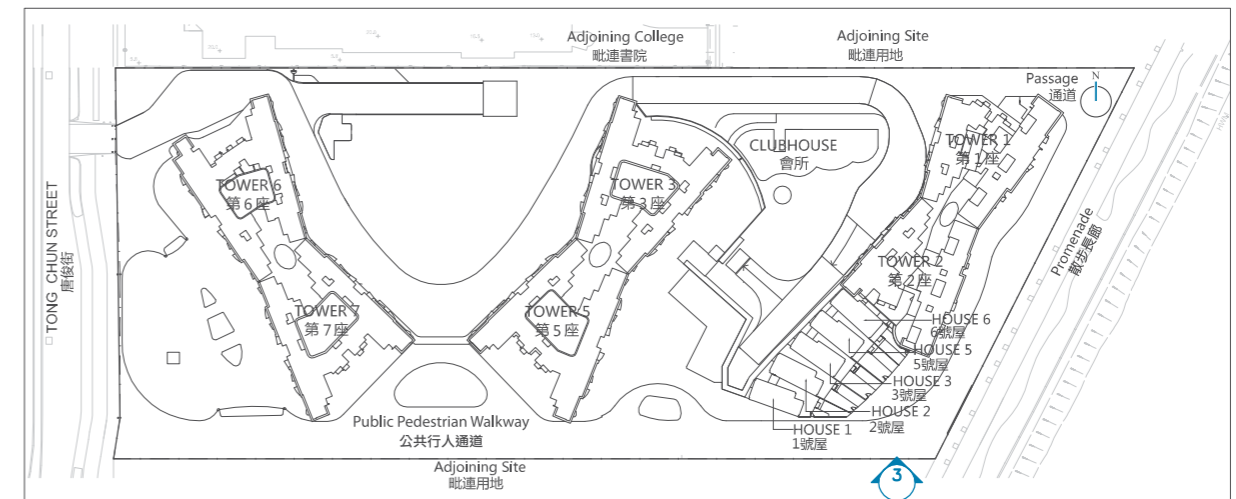 Adjoining College
毗連書院
Adjoining Site
毗連用地
Passage
通道
N
TONG CHUN STREET
唐俊街
TOWER 6
第 6 座
TOWER 3
第 3 座
CLUBHOUSE
會所
TOWER 1
第 1 座
Promenade
散步長廊
TOWER 7
第 7 座
TOWER 5
第 5 座
TOWER 2
第 2 座
HOUSE 6
6號屋
HOUSE 5
5號屋
HOUSE 3
3號屋
HOUSE 2
2號屋
HOUSE 1
1號屋
Public Pedestrian Walkway
公共行人通道
Adjoining Site
毗連用地
3